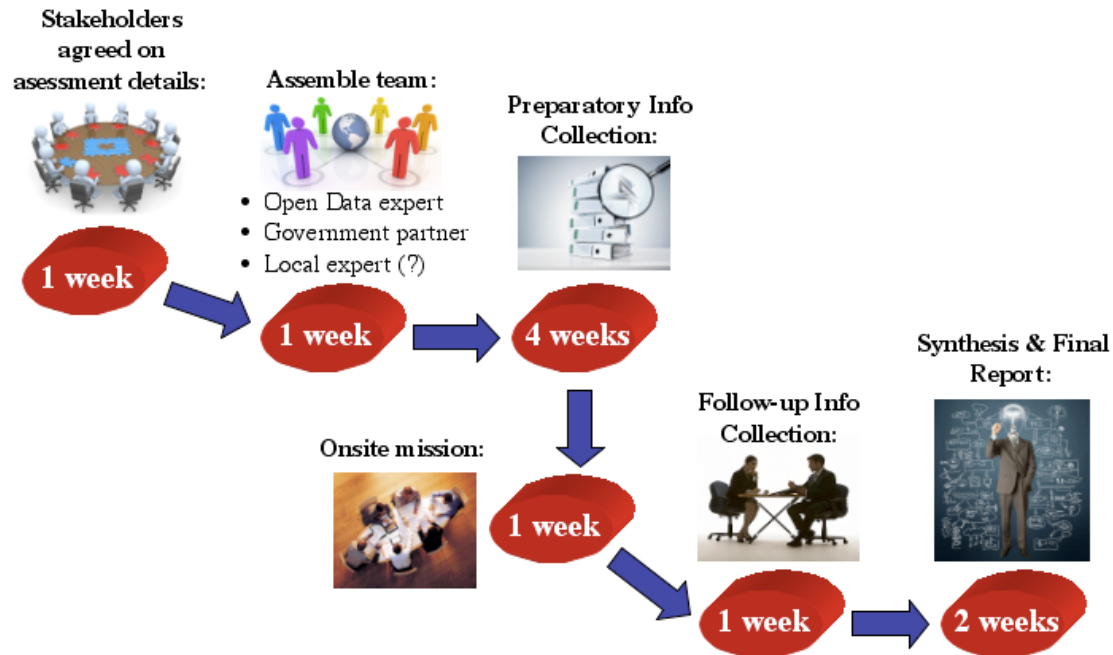 Stakeholders
agreed on
asessment details:
1 week
Assemble team:
• Open Data expert
• Government partner
• Local expert (?)
1 week
Preparatory Info
Collection:
4 weeks
Onsite mission:
1 week
Follow-up Info
Collection:
1 week
Synthesis & Final
Report:
2 weeks